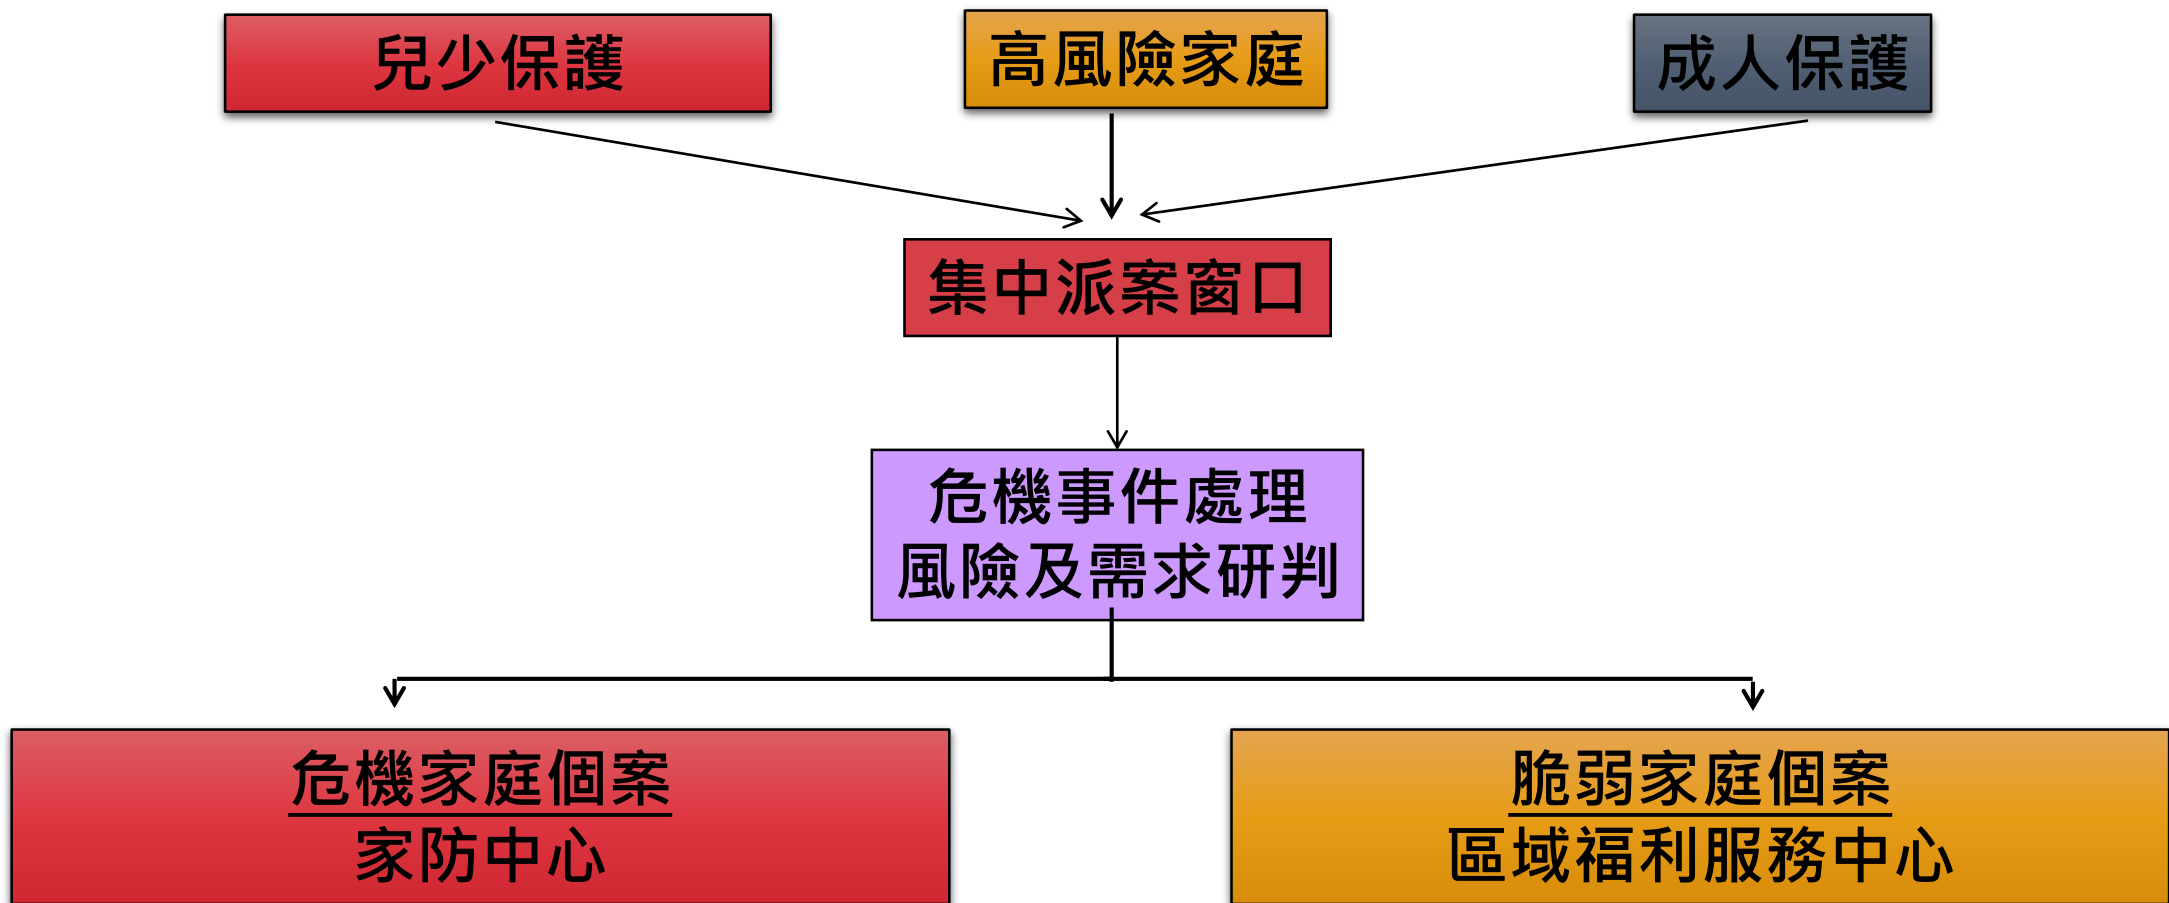 兒少保護
高風險家庭
成人保護
集中派案窗口
危機事件處理
風險及需求研判
危機家庭個案
家防中心
脆弱家庭個案
區域福利服務中心